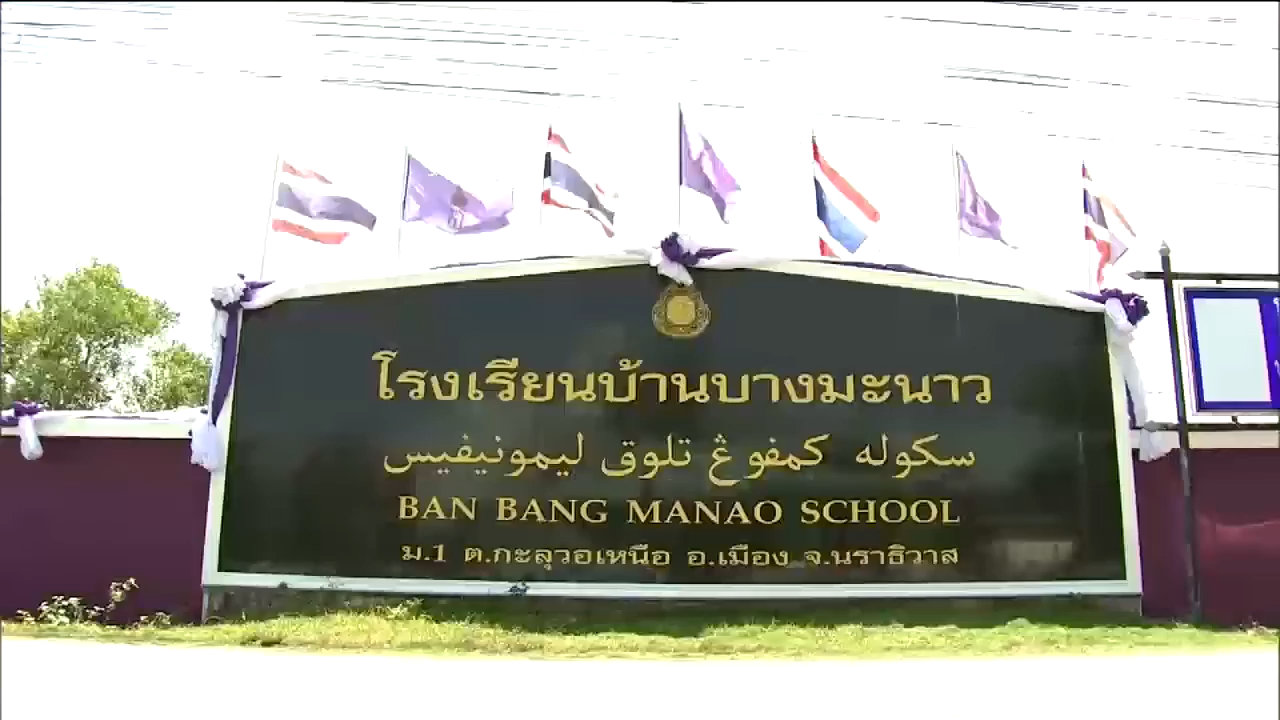 โรงเรียนบ้านบางมะนาว
سكوله كمفوڠ تلوق ليمونيفيس
BAN BANG MANAO SCHOOL
ม.1 ต.กะลุวอเหนือ อ.เมือง จ.นราธิวาส